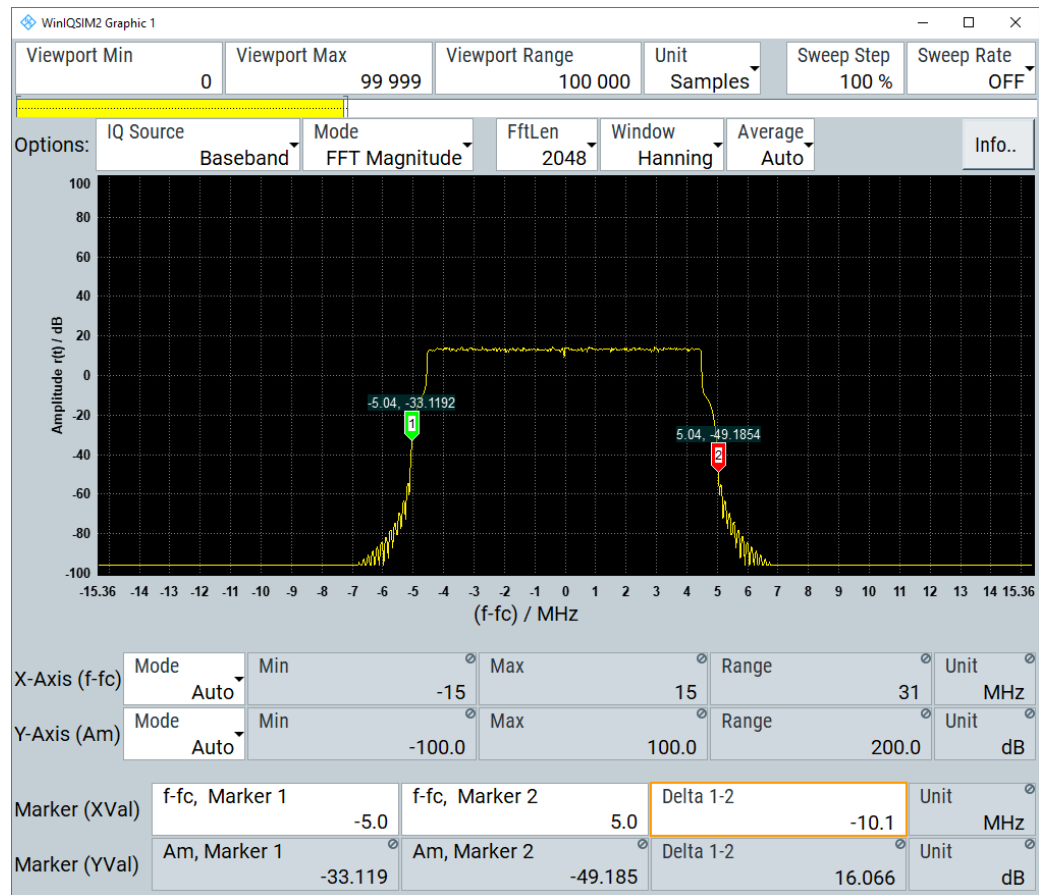 WinIQSIM2 Graphic 1
Viewport Min Viewport Max Viewport Range Unit Sweep Step Sweep Rate
0 99 999 100 000 Samples 100 % OFF
Options: IQ Source Mode FftLen Window Average Info..
Baseband FFT Magnitude 2048 Hanning Auto
100
80
60
40
20
0
-20
-40
-60
-80
-100
Amplitude r(t) / dB
-5.04, -33.1192
1
5.04, -49.1854
2
-15.36 -14 -13 -12 -11 -10 -9 -8 -7 -6 -5 -4 -3 -2 -1 0 1 2 3 4 5 6 7 8 9 10 11 12 13 14 15.36
(f-fc) / MHz
X-Axis (f-fc) Mode Min Max Range Unit
Auto -15 15 31 MHz
Y-Axis (Am) Mode Min Max Range Unit
Auto -100.0 100.0 200.0 dB
Marker (XVal) f-fc, Marker 1 f-fc, Marker 2 Delta 1-2 Unit
-5.0 5.0 -10.1 MHz
Marker (YVal) Am, Marker 1 Am, Marker 2 Delta 1-2 Unit
-33.119 -49.185 16.066 dB